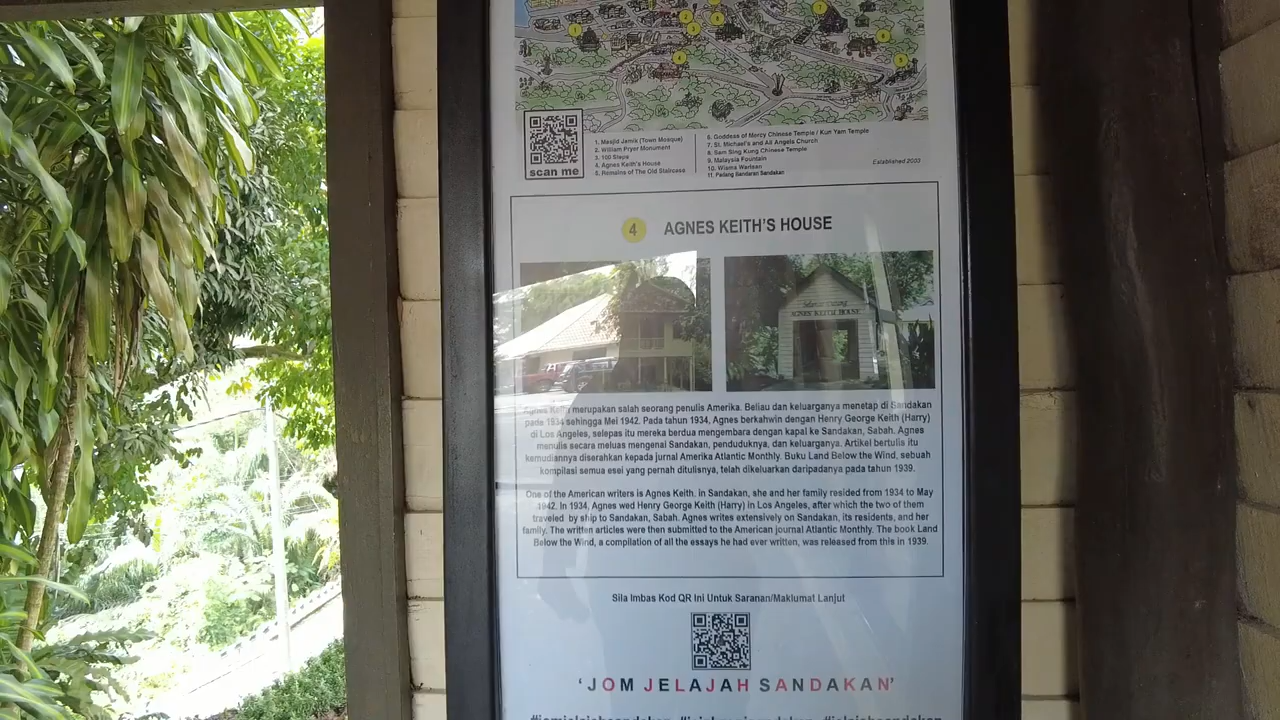 scan me
1. Masjid Jamik (Town Mosque)
2. William Pryer Monument
3. 100 Steps
4. Agnes Keith's House
5. Remains of The Old Staircase
6. Goddess of Mercy Chinese Temple / Kun Yam Temple
7. St. Michael's and All Angels Church
8. Sam Sing Kung Chinese Temple
9. Malaysia Fountain
10. Wisma Warisan
11. Padang Bandaran Sandakan
Established 2003
4 AGNES KEITH'S HOUSE
AGNES KEITH HOUSE
Agnes Keith merupakan salah seorang penulis Amerika. Beliau dan keluarganya menetap di Sandakan
pada 1934 sehingga Mei 1942. Pada tahun 1934, Agnes berkahwin dengan Henry George Keith (Harry)
di Los Angeles, selepas itu mereka berdua mengembara dengan kapal ke Sandakan, Sabah. Agnes
menulis secara meluas mengenai Sandakan, penduduknya, dan keluarganya. Artikel bertulis itu
kemudiannya diserahkan kepada jurnal Amerika Atlantic Monthly. Buku Land Below the Wind, sebuah
kompilasi semua esei yang pernah ditulisnya, telah dikeluarkan daripadanya pada tahun 1939.
One of the American writers is Agnes Keith. in Sandakan, she and her family resided from 1934 to May
1942. In 1934, Agnes wed Henry George Keith (Harry) in Los Angeles, after which the two of them
traveled by ship to Sandakan, Sabah. Agnes writes extensively on Sandakan, its residents, and her
family. The written articles were then submitted to the American journal Atlantic Monthly. The book Land
Below the Wind, a compilation of all the essays he had ever written, was released from this in 1939.
Sila Imbas Kod QR Ini Untuk Saranan/Maklumat Lanjut
'JOM JELAJAH SANDAKAN'